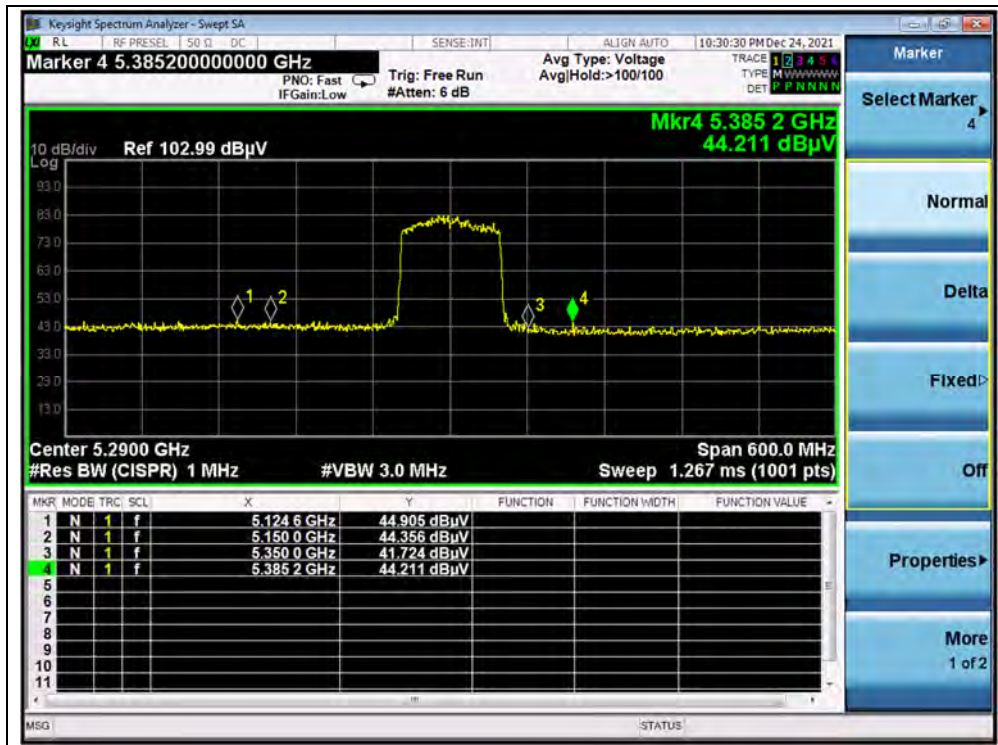 Keysight Spectrum Analyzer - Swept SA
LXI RL RF PRESEL 50 Ω DC SENSE:INT ALIGN AUTO 10:30:30 PM Dec 24, 2021
Marker 4 5.385200000000 GHz
PNO: Fast
IFGain:Low
Trig: Free Run
#Atten: 6 dB
Avg Type: Voltage
Avg|Hold:>100/100
TRACE 1 2 3 4 5 6
TYPE M WWWWW
DET P P N N N N
Mkr4 5.385 2 GHz
44.211 dBµV
10 dB/div Ref 102.99 dBµV
Log
93.0
83.0
73.0
63.0
53.0
43.0
33.0
23.0
13.0
1 2 3 4
Center 5.2900 GHz Span 600.0 MHz
#Res BW (CISPR) 1 MHz #VBW 3.0 MHz Sweep 1.267 ms (1001 pts)
MKR MODE TRC SCL X Y FUNCTION FUNCTION WIDTH FUNCTION VALUE
1 N 1 f 5.124 6 GHz 44.905 dBµV
2 N 1 f 5.150 0 GHz 44.356 dBµV
3 N 1 f 5.350 0 GHz 41.724 dBµV
4 N 1 f 5.385 2 GHz 44.211 dBµV
5
6
7
8
9
10
11
MSG STATUS
Marker
Select Marker
4
Normal
Delta
Fixed
Off
Properties
More
1 of 2